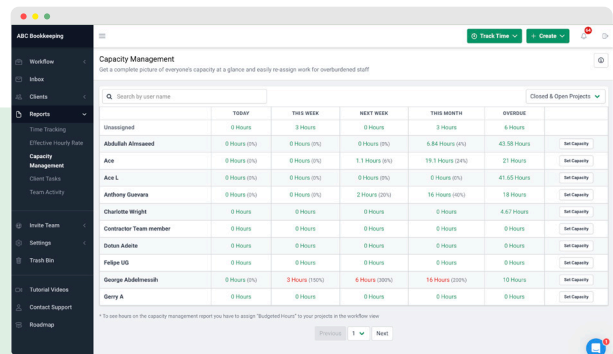 ABC Bookkeeping
Track Time
+ Create
64
Workflow
Inbox
Clients
Reports
Time Tracking
Effective Hourly Rate
Capacity
Management
Client Tasks
Team Activity
Invite Team
Settings
Trash Bin
Tutorial Videos
Contact Support
Roadmap
Capacity Management
Get a complete picture of everyone's capacity at a glance and easily re-assign work for overburdened staff
Search by user name
Closed & Open Projects
TODAY THIS WEEK NEXT WEEK THIS MONTH OVERDUE
Unassigned 0 Hours 3 Hours 0 Hours 3 Hours 6 Hours
Abdullah Almsaeed 0 Hours (0%) 0 Hours (0%) 0 Hours (0%) 6.84 Hours (4%) 43.58 Hours Set Capacity
Ace 0 Hours (0%) 0 Hours (0%) 1.1 Hours (6%) 19.1 Hours (24%) 21 Hours Set Capacity
Ace L 0 Hours (0%) 0 Hours (0%) 0 Hours (0%) 0 Hours (0%) 41.65 Hours Set Capacity
Anthony Guevara 0 Hours (0%) 0 Hours (0%) 2 Hours (20%) 16 Hours (40%) 18 Hours Set Capacity
Charlotte Wright 0 Hours 0 Hours 0 Hours 0 Hours 4.67 Hours Set Capacity
Contractor Team member 0 Hours 0 Hours 0 Hours 0 Hours 0 Hours Set Capacity
Dotun Adeite 0 Hours 0 Hours 0 Hours 0 Hours 0 Hours Set Capacity
Felipe UG 0 Hours 0 Hours 0 Hours 0 Hours 0 Hours Set Capacity
George Abdelmessih 0 Hours (0%) 3 Hours (150%) 6 Hours (300%) 16 Hours (200%) 10 Hours Set Capacity
Gerry A 0 Hours 0 Hours 0 Hours 0 Hours 0 Hours Set Capacity
* To see hours on the capacity management report you have to assign "Budgeted Hours" to your projects in the workflow view
Previous 1 Next